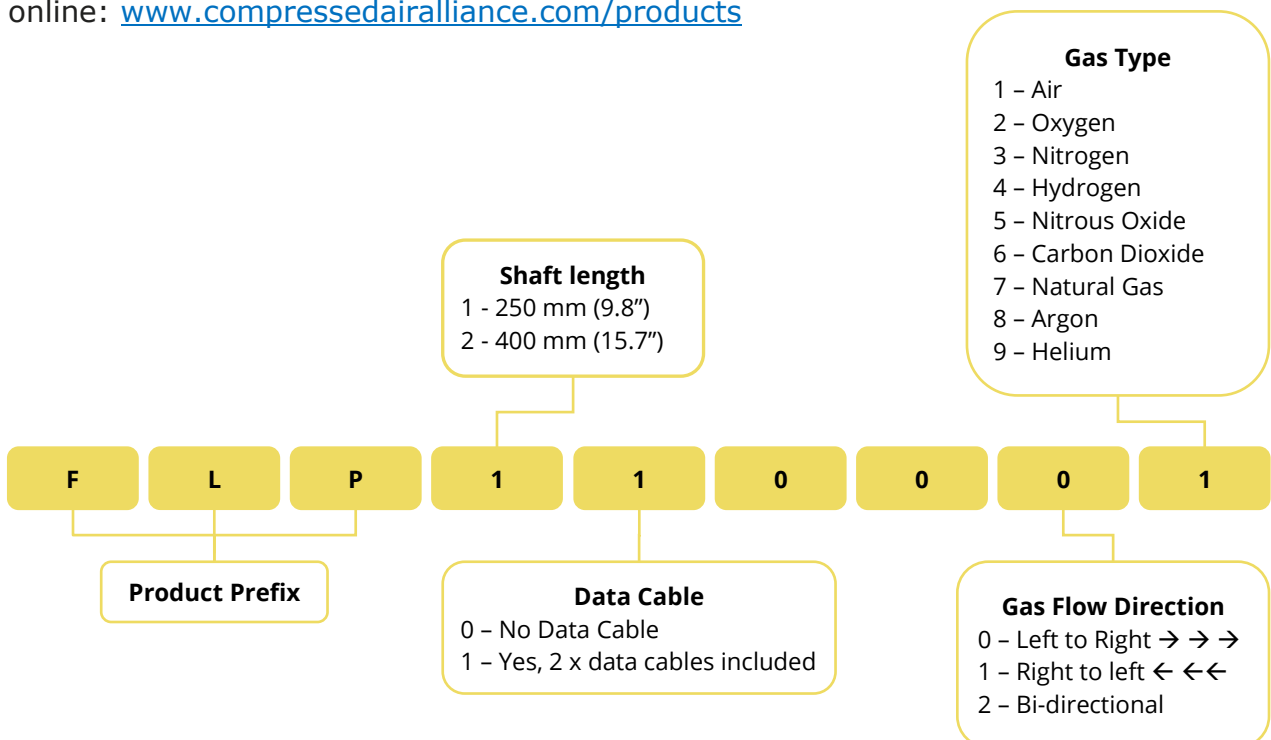 online: www.compressedairalliance.com/products
Gas Type
1 – Air
2 – Oxygen
3 – Nitrogen
4 – Hydrogen
5 – Nitrous Oxide
6 – Carbon Dioxide
7 – Natural Gas
8 – Argon
9 – Helium
Shaft length
1 - 250 mm (9.8”)
2 - 400 mm (15.7”)
F L P 1 1 0 0 0 1
Product Prefix
Data Cable
0 – No Data Cable
1 – Yes, 2 x data cables included
Gas Flow Direction
0 – Left to Right → → →
1 – Right to left ← ←←
2 – Bi-directional